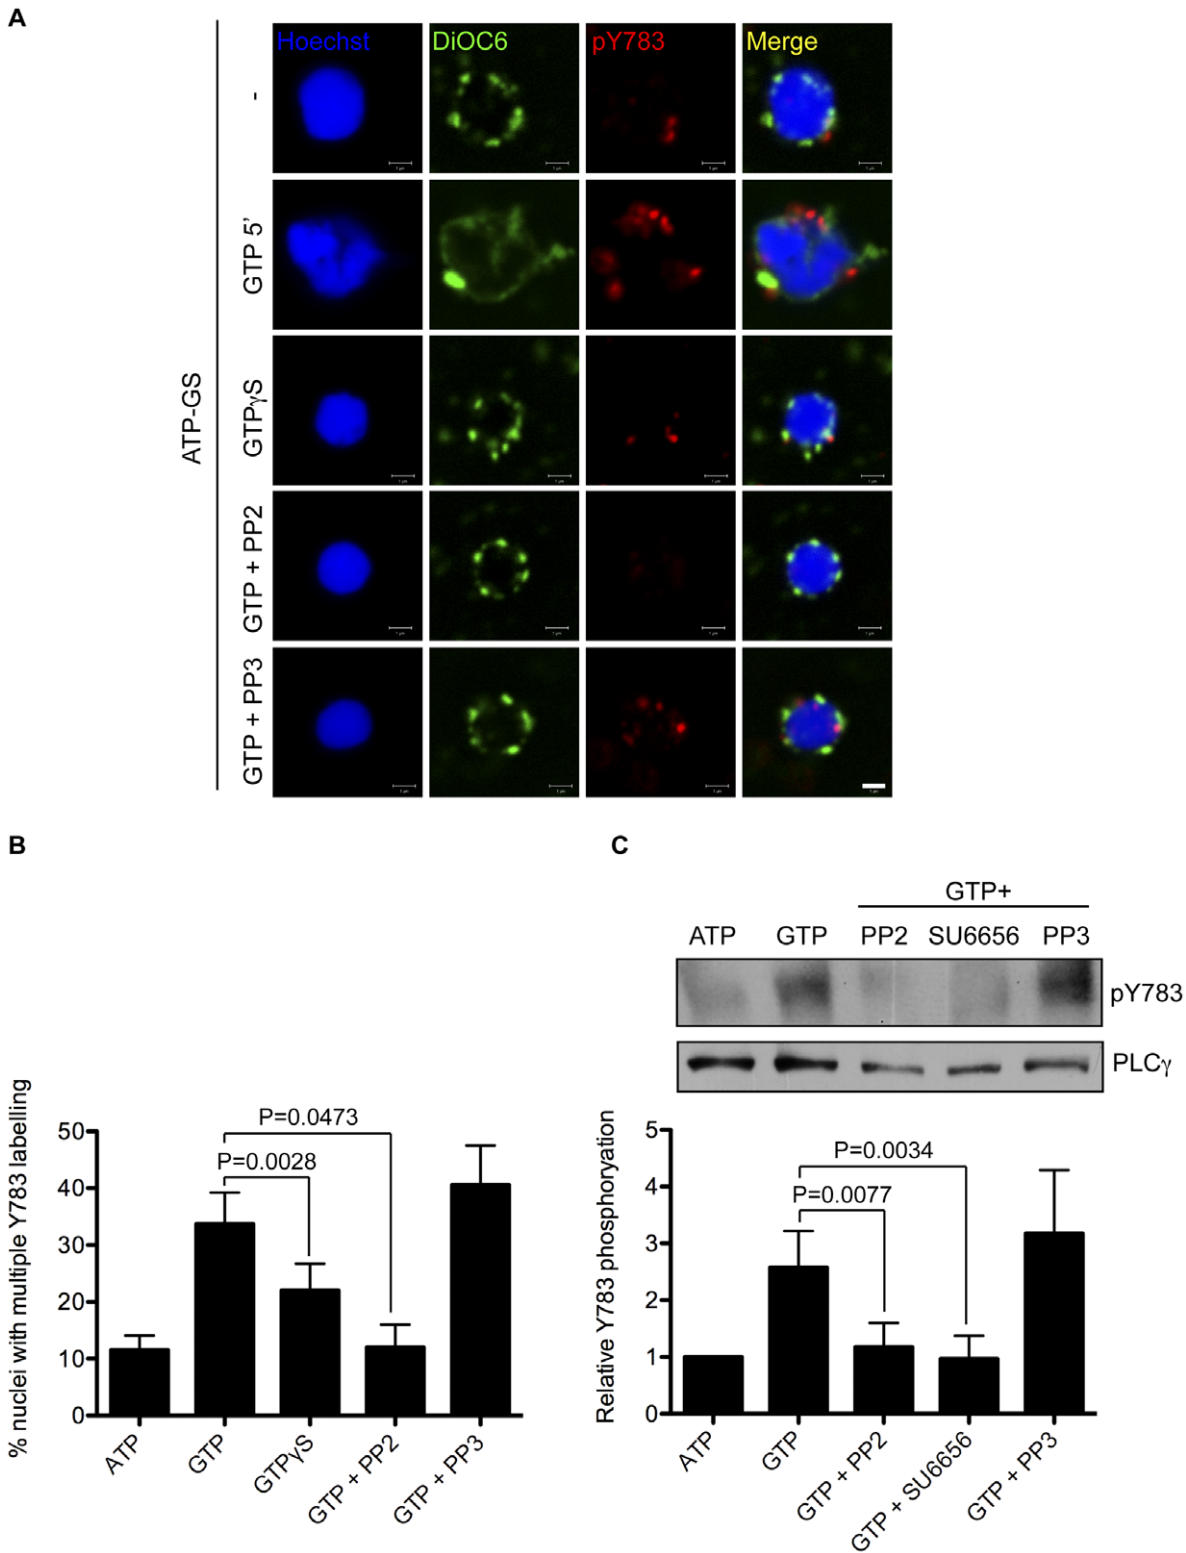 A
Hoechst
DiOC6
pY783
Merge
-
GTP 5’
GTPγS
GTP + PP2
GTP + PP3
ATP-GS
B
% nuclei with multiple Y783 labelling
50
40
30
20
10
0
P=0.0473
P=0.0028
ATP
GTP
GTPγS
GTP + PP2
GTP + PP3
C
GTP+
ATP GTP PP2 SU6656 PP3
pY783
PLCγ
Relative Y783 phosphoryation
5
4
3
2
1
0
P=0.0034
P=0.0077
ATP
GTP
GTP + PP2
GTP + SU6656
GTP + PP3